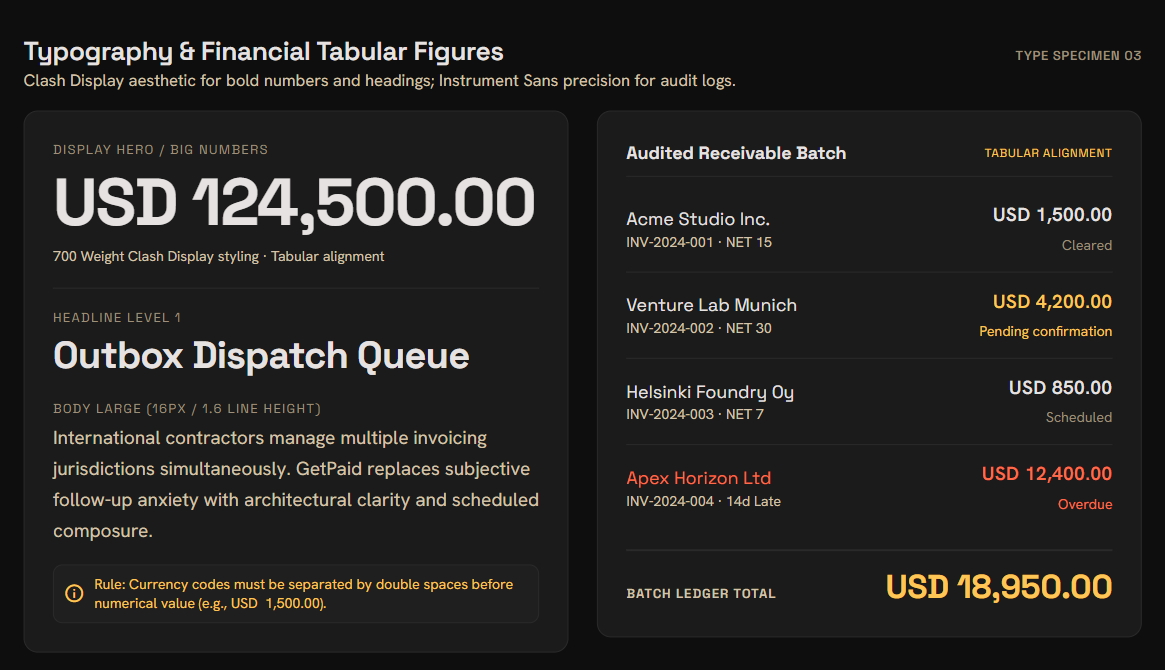 Typography & Financial Tabular Figures
TYPE SPECIMEN 03
Clash Display aesthetic for bold numbers and headings; Instrument Sans precision for audit logs.
DISPLAY HERO / BIG NUMBERS
USD 124,500.00
700 Weight Clash Display styling · Tabular alignment
HEADLINE LEVEL 1
Outbox Dispatch Queue
BODY LARGE (16PX / 1.6 LINE HEIGHT)
International contractors manage multiple invoicing
jurisdictions simultaneously. GetPaid replaces subjective
follow-up anxiety with architectural clarity and scheduled
composure.
Rule: Currency codes must be separated by double spaces before
numerical value (e.g., USD  1,500.00).
Audited Receivable Batch
TABULAR ALIGNMENT
Acme Studio Inc.
USD 1,500.00
INV-2024-001 · NET 15
Cleared
Venture Lab Munich
USD 4,200.00
INV-2024-002 · NET 30
Pending confirmation
Helsinki Foundry Oy
USD 850.00
INV-2024-003 · NET 7
Scheduled
Apex Horizon Ltd
USD 12,400.00
INV-2024-004 · 14d Late
Overdue
BATCH LEDGER TOTAL
USD 18,950.00